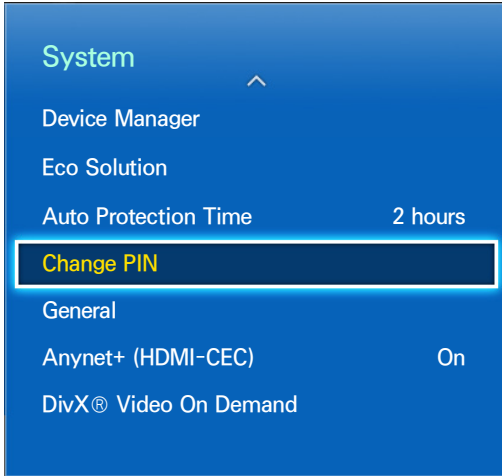 System
Device Manager
Eco Solution
Auto Protection Time 2 hours
Change PIN
General
Anynet+ (HDMI-CEC) On
DivX® Video On Demand